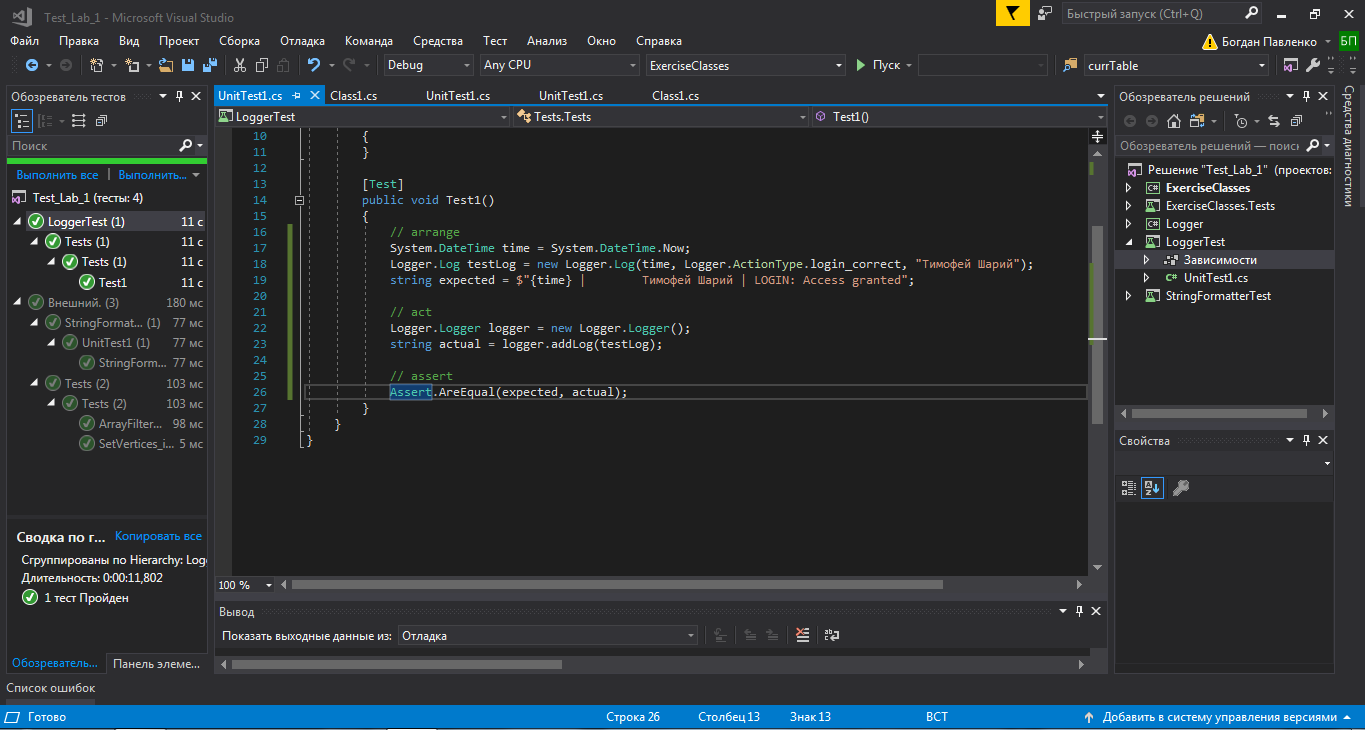 Test_Lab_1 - Microsoft Visual Studio
Быстрый запуск (Ctrl+Q)
Файл Правка Вид Проект Сборка Отладка Команда Средства Тест Анализ Окно Справка
Богдан Павленко БП
Debug Any CPU ExerciseClasses Пуск currTable
Обозреватель тестов
Поиск
Выполнить все | Выполнить...
Test_Lab_1 (тесты: 4)
LoggerTest (1) 11 с
Tests (1) 11 с
Tests (1) 11 с
Test1 11 с
Внешний. (3) 180 мс
StringFormat... (1) 77 мс
UnitTest1 (1) 77 мс
StringForm... 77 мс
Tests (2) 103 мс
Tests (2) 103 мс
ArrayFilter... 98 мс
SetVertices_i... 5 мс
Сводка по г... Копировать все
Сгруппированы по Hierarchy: Log
Длительность: 0:00:11,802
1 тест Пройден
Обозреватель... Панель элеме...
UnitTest1.cs Class1.cs UnitTest1.cs UnitTest1.cs Class1.cs
LoggerTest Tests.Tests Test1()
10 {
11 }
12
13 [Test]
14 public void Test1()
15 {
16 // arrange
17 System.DateTime time = System.DateTime.Now;
18 Logger.Log testLog = new Logger.Log(time, Logger.ActionType.login_correct, "Тимофей Шарий");
19 string expected = $"{time} |        Тимофей Шарий | LOGIN: Access granted";
20
21 // act
22 Logger.Logger logger = new Logger.Logger();
23 string actual = logger.addLog(testLog);
24
25 // assert
26 Assert.AreEqual(expected, actual);
27 }
28 }
29 }
100 %
Вывод
Показать выходные данные из: Отладка
Обозреватель решений
Обозреватель решений — поиск
Решение "Test_Lab_1" (проектов:
ExerciseClasses
ExerciseClasses.Tests
Logger
LoggerTest
Зависимости
UnitTest1.cs
StringFormatterTest
Свойства
Средства диагностики
Список ошибок
Готово Строка 26 Столбец 13 Знак 13 ВСТ Добавить в систему управления версиями